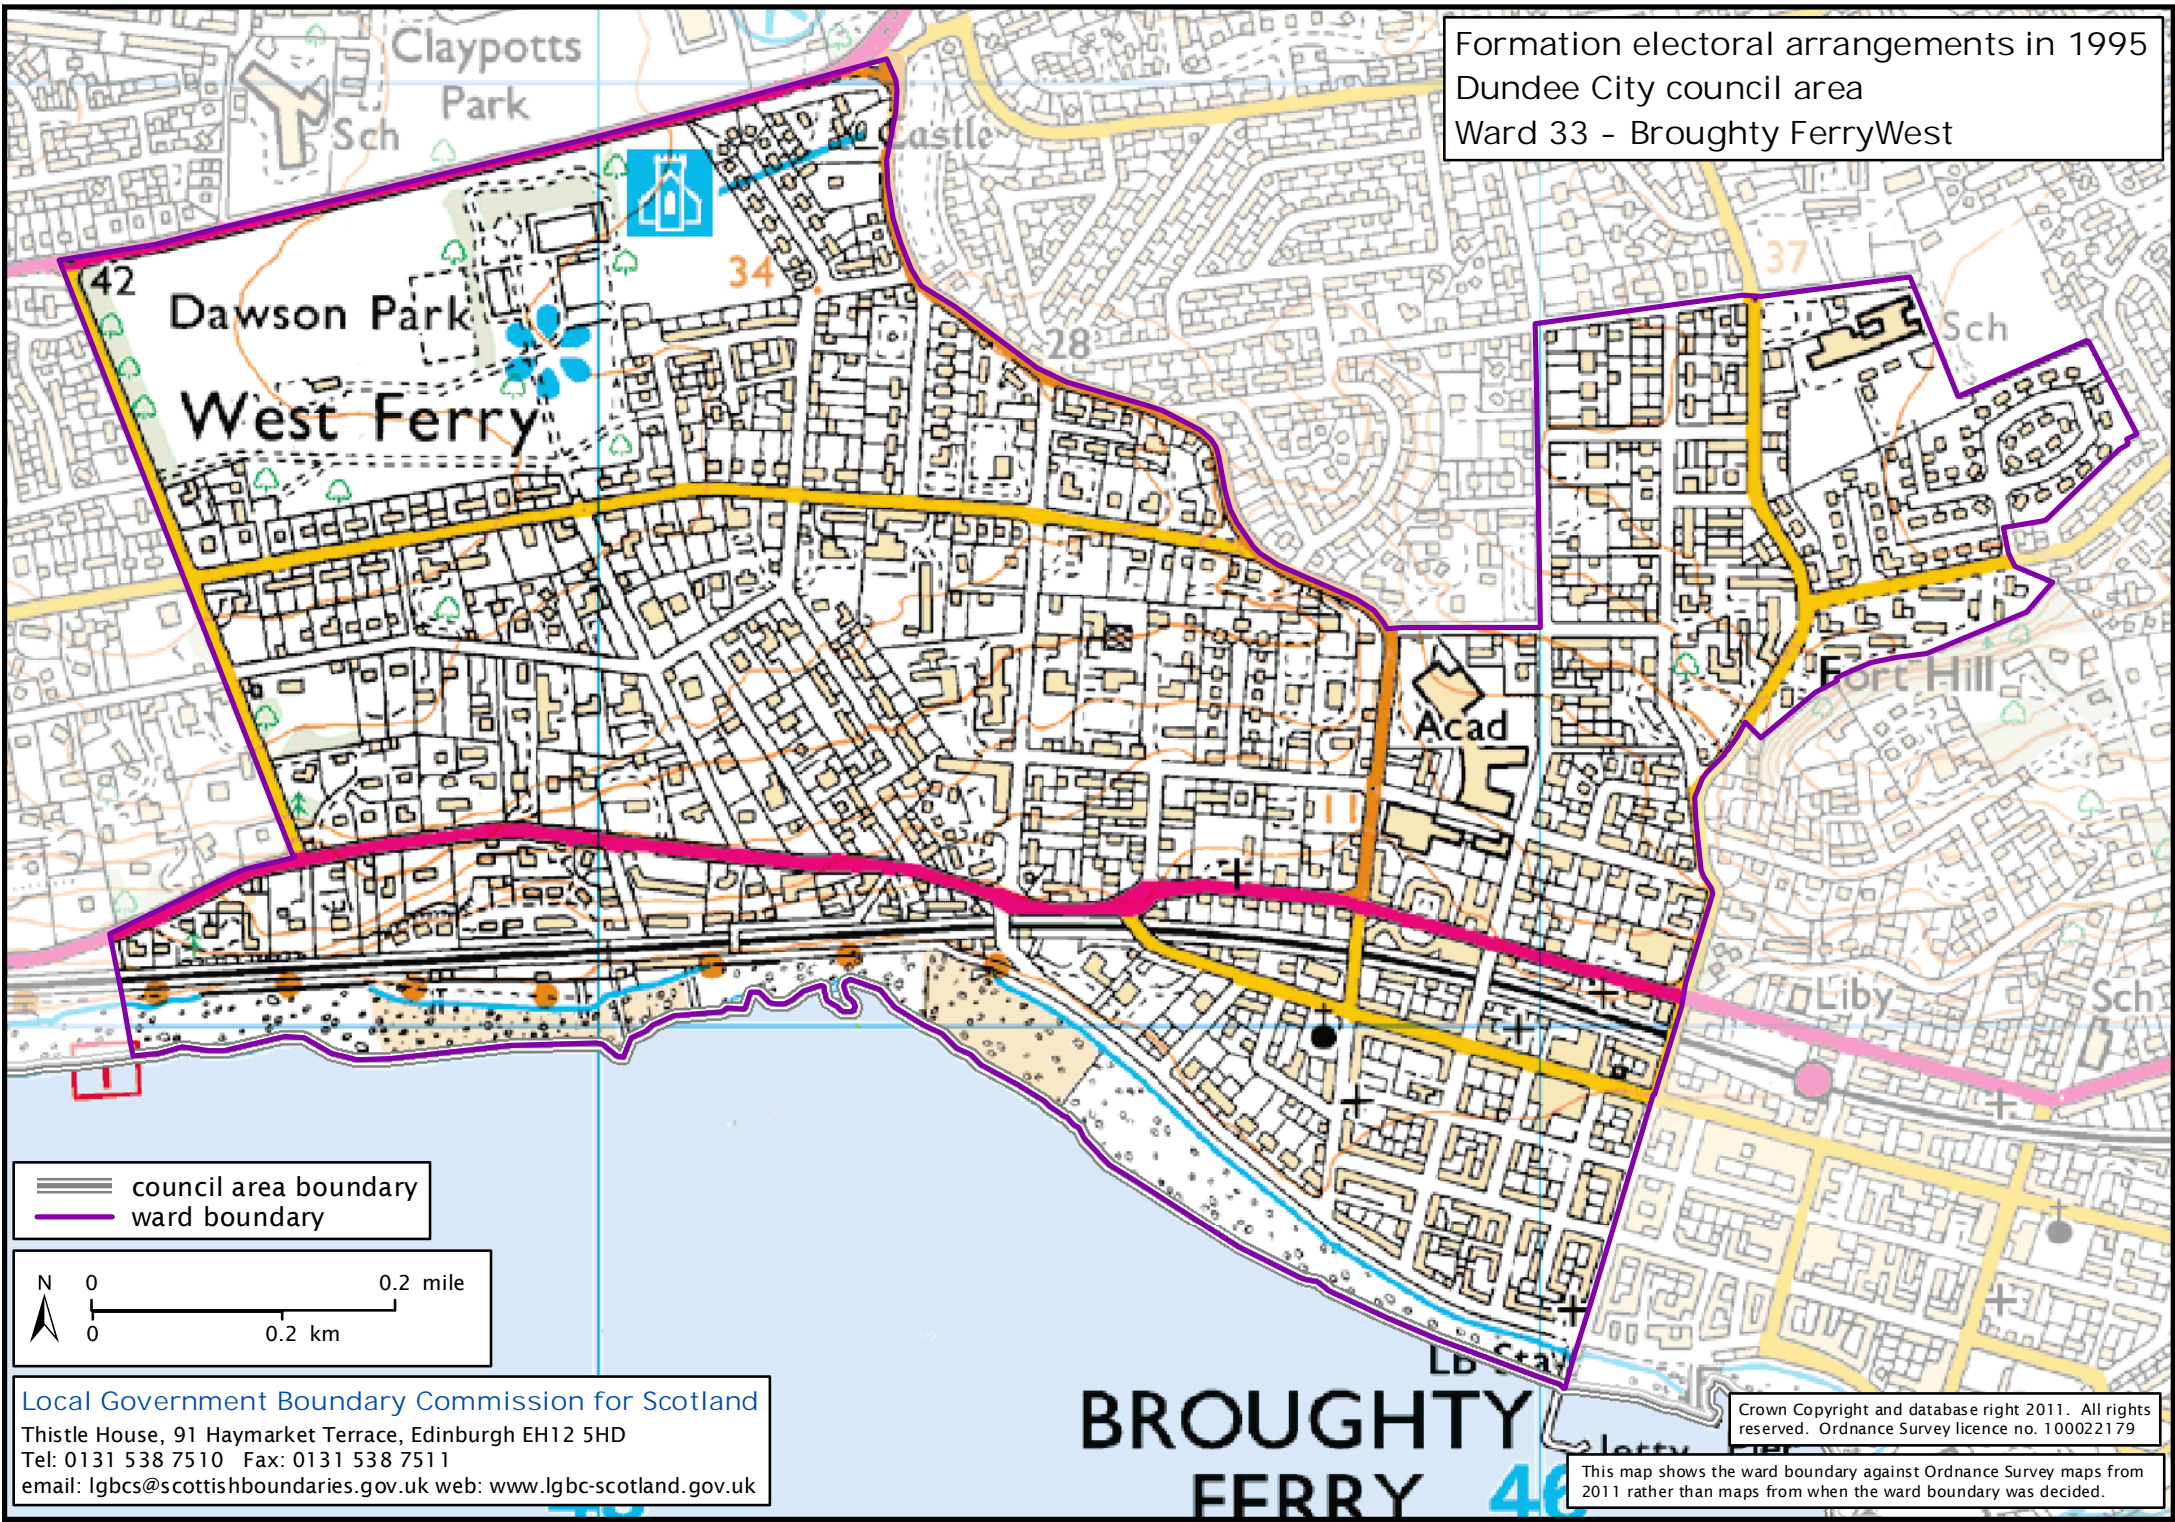 Formation electoral arrangements in 1995
Dundee City council area
Ward 33 - Broughty FerryWest
Claypotts
Park
Sch
Castle
42
Dawson Park
34
37
28
Sch
West Ferry
Fort Hill
Acad
11
Liby
Sch
council area boundary
ward boundary
N 0 0.2 mile
0 0.2 km
LB Sta
BROUGHTY
FERRY
46
Jetty Pier
Local Government Boundary Commission for Scotland
Thistle House, 91 Haymarket Terrace, Edinburgh EH12 5HD
Tel: 0131 538 7510 Fax: 0131 538 7511
email: lgbcs@scottishboundaries.gov.uk web: www.lgbc-scotland.gov.uk
Crown Copyright and database right 2011. All rights
reserved. Ordnance Survey licence no. 100022179
This map shows the ward boundary against Ordnance Survey maps from
2011 rather than maps from when the ward boundary was decided.